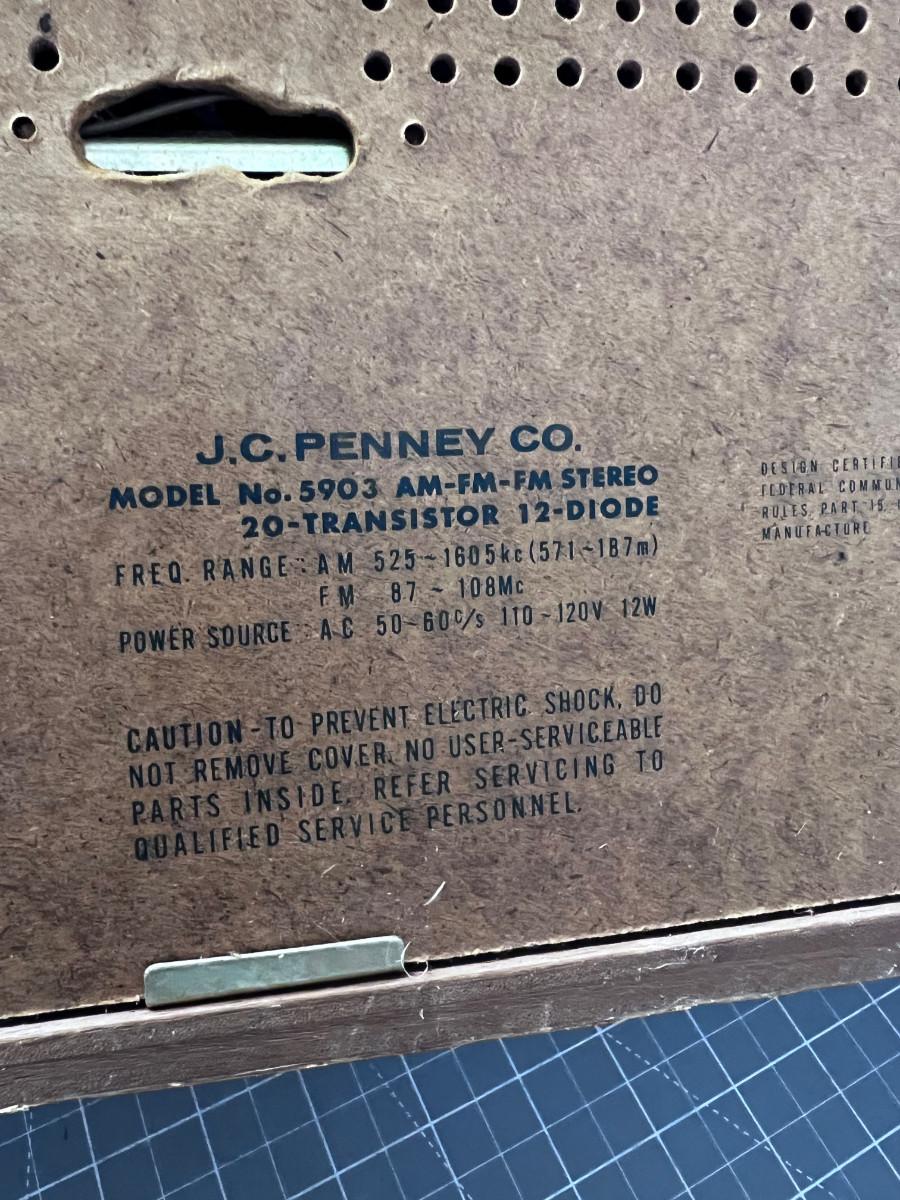 J.C. PENNEY CO.
MODEL No. 5903 AM-FM-FM STEREO
20-TRANSISTOR 12-DIODE
FREQ. RANGE : AM 525~1605kc (571~187m)
FM 87 ~ 108Mc
POWER SOURCE : AC 50~60c/s 110~120V 12W
CAUTION - TO PREVENT ELECTRIC SHOCK, DO
NOT REMOVE COVER. NO USER-SERVICEABLE
PARTS INSIDE. REFER SERVICING TO
QUALIFIED SERVICE PERSONNEL.
DESIGN
FEDERAL
RULES, PART 15,
MANUFACTURE